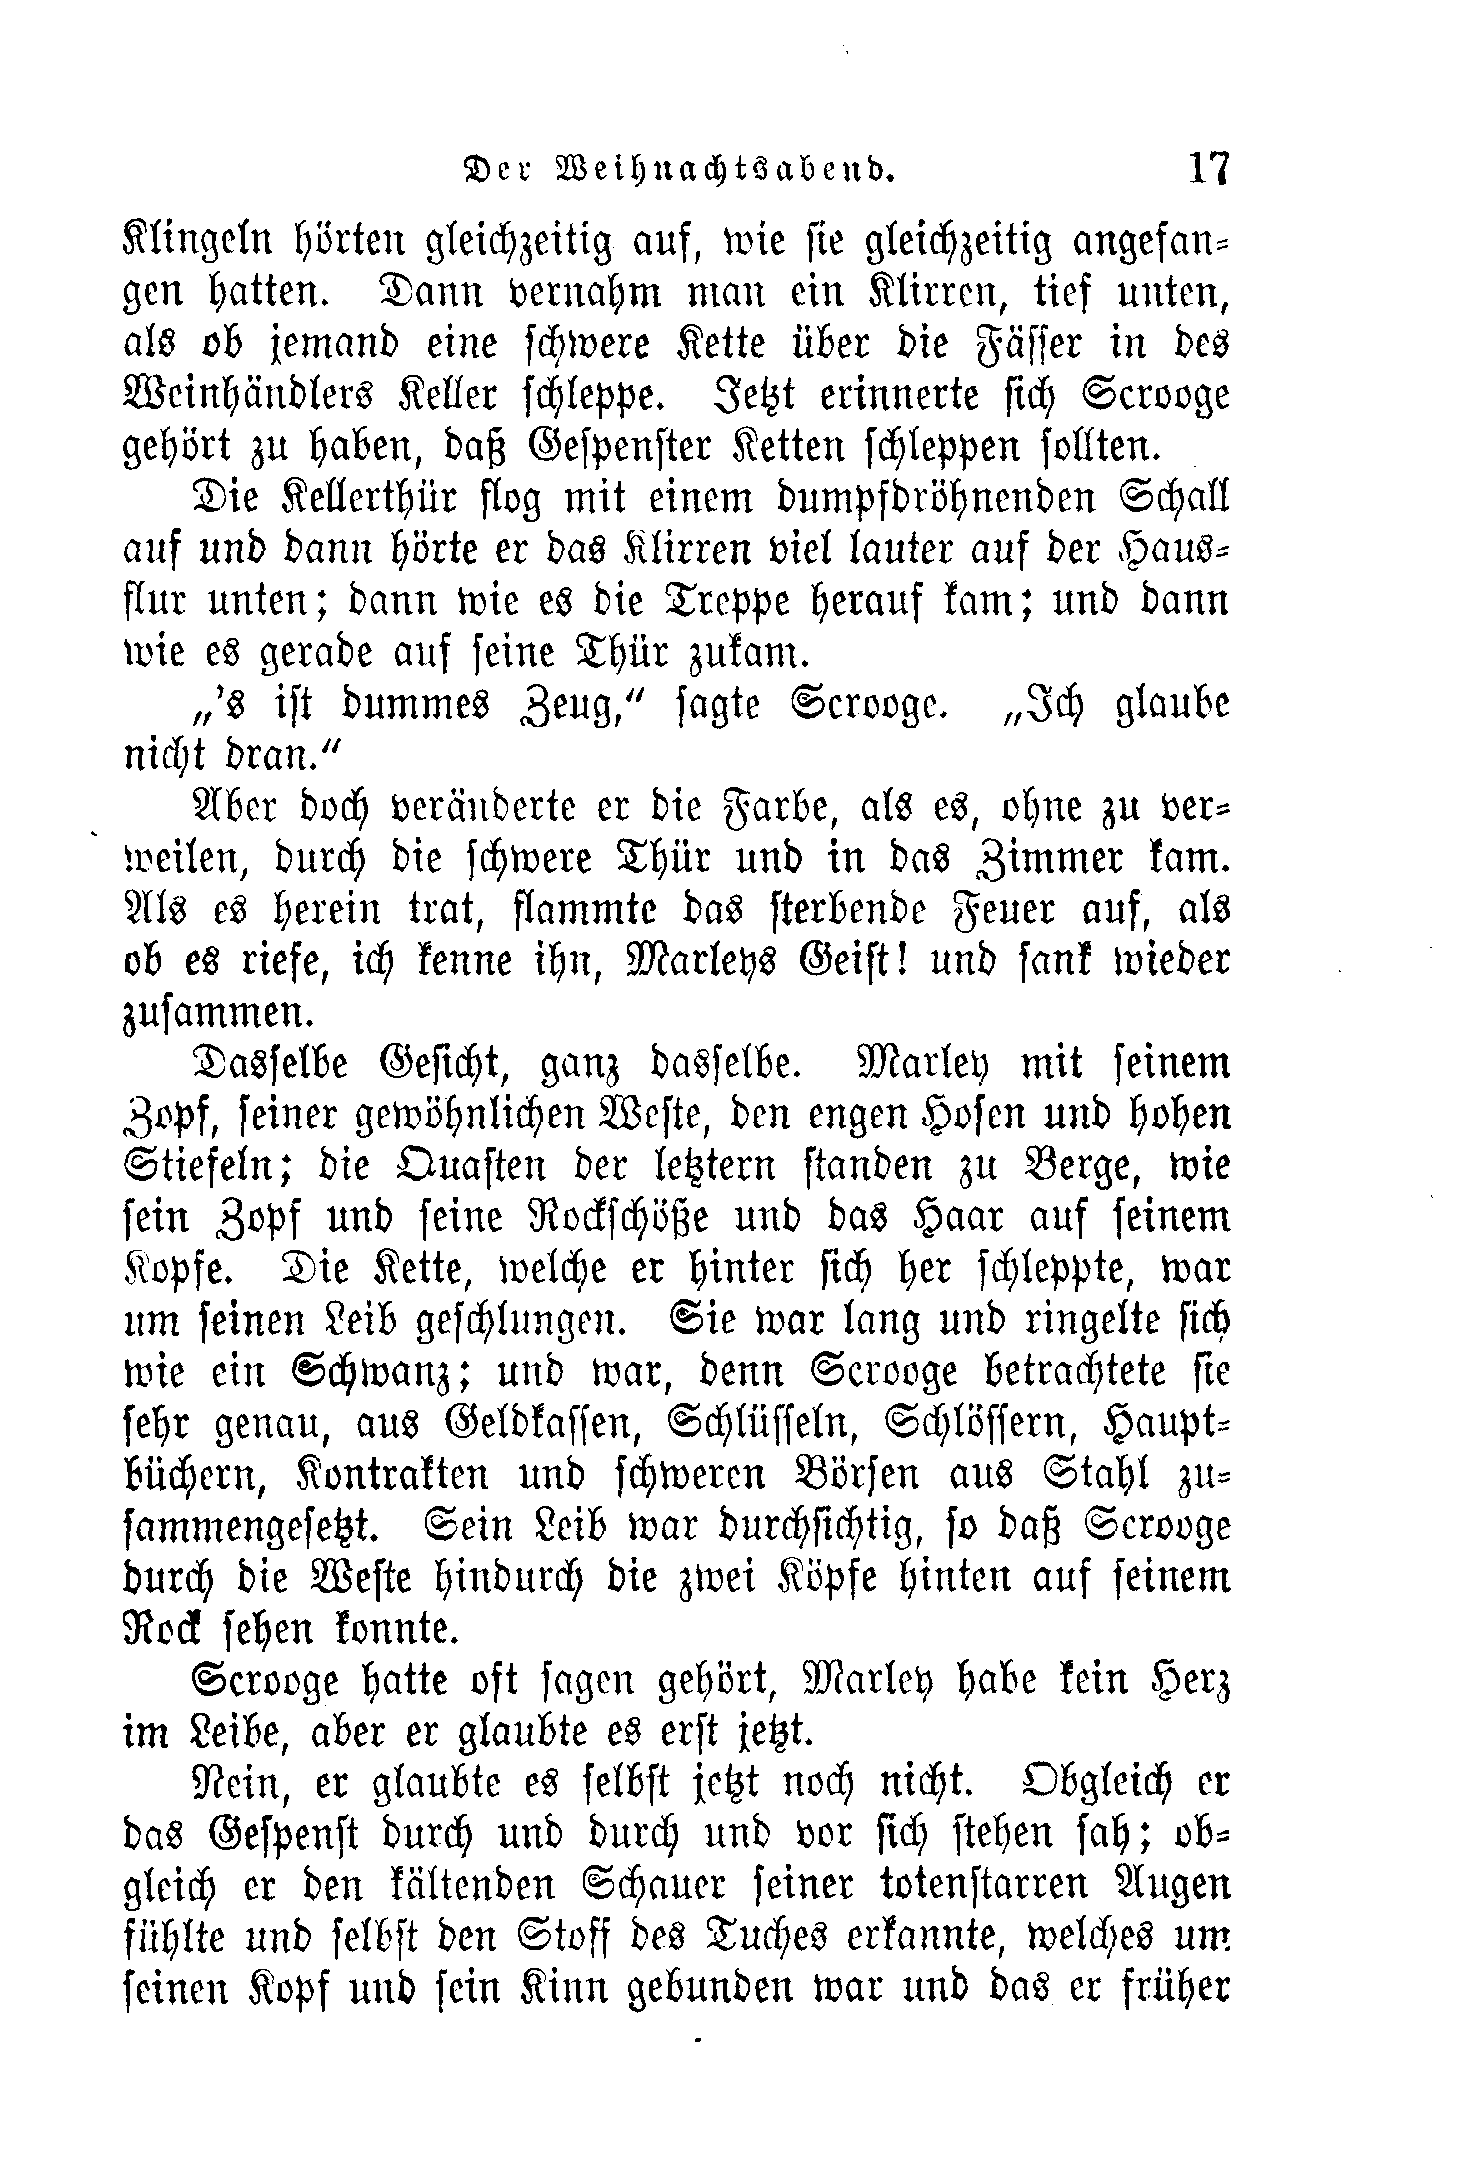 Der Weihnachtsabend. 17
Klingeln hörten gleichzeitig auf, wie sie gleichzeitig angefan-
gen hatten. Dann vernahm man ein Klirren, tief unten,
als ob jemand eine schwere Kette über die Fässer in des
Weinhändlers Keller schleppe. Jetzt erinnerte sich Scrooge
gehört zu haben, daß Gespenster Ketten schleppen sollten.
Die Kellerthür flog mit einem dumpfdröhnenden Schall
auf und dann hörte er das Klirren viel lauter auf der Haus-
flur unten; dann wie es die Treppe herauf kam; und dann
wie es gerade auf seine Thür zukam.
„’s ist dummes Zeug,“ sagte Scrooge. „Ich glaube
nicht dran.“
Aber doch veränderte er die Farbe, als es, ohne zu ver-
weilen, durch die schwere Thür und in das Zimmer kam.
Als es herein trat, flammte das sterbende Feuer auf, als
ob es riefe, ich kenne ihn, Marleys Geist! und sank wieder
zusammen.
Dasselbe Gesicht, ganz dasselbe. Marley mit seinem
Zopf, seiner gewöhnlichen Weste, den engen Hosen und hohen
Stiefeln; die Quasten der letztern standen zu Berge, wie
sein Zopf und seine Rockschöße und das Haar auf seinem
Kopfe. Die Kette, welche er hinter sich her schleppte, war
um seinen Leib geschlungen. Sie war lang und ringelte sich
wie ein Schwanz; und war, denn Scrooge betrachtete sie
sehr genau, aus Geldkassen, Schlüsseln, Schlössern, Haupt-
büchern, Kontrakten und schweren Börsen aus Stahl zu-
sammengesetzt. Sein Leib war durchsichtig, so daß Scrooge
durch die Weste hindurch die zwei Köpfe hinten auf seinem
Rock sehen konnte.
Scrooge hatte oft sagen gehört, Marley habe kein Herz
im Leibe, aber er glaubte es erst jetzt.
Nein, er glaubte es selbst jetzt noch nicht. Obgleich er
das Gespenst durch und durch und vor sich stehen sah; ob-
gleich er den kältenden Schauer seiner totenstarren Augen
fühlte und selbst den Stoff des Tuches erkannte, welches um
seinen Kopf und sein Kinn gebunden war und das er früher